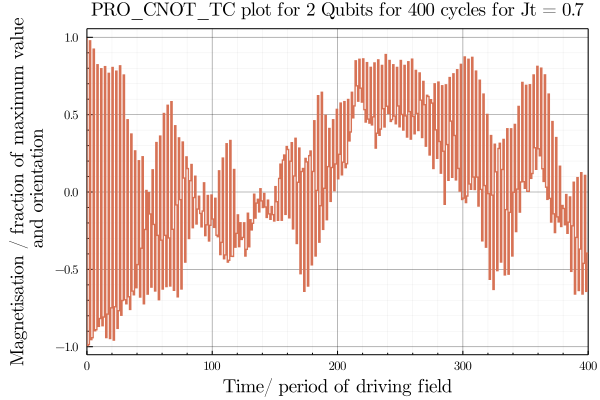 PRO_CNOT_TC plot for 2 Qubits for 400 cycles for Jt = 0.7
Magnetisation / fraction of maximum value
and orientation
1.0
0.5
0.0
−0.5
−1.0
0 100 200 300 400
Time/ period of driving field